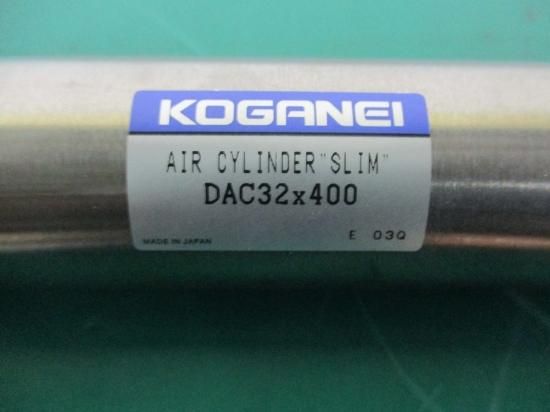 KOGANEI
AIR CYLINDER "SLIM"
DAC32x400
MADE IN JAPAN E 03Q